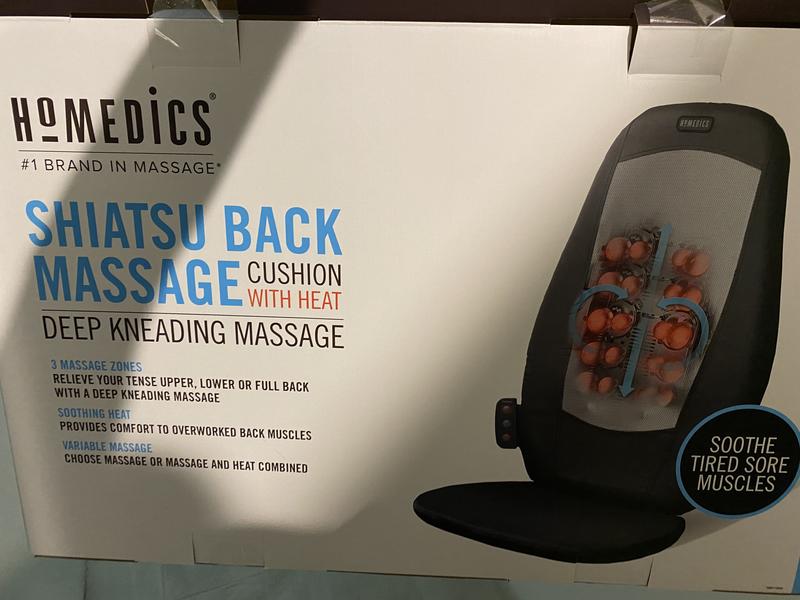 HoMEDiCS®
#1 BRAND IN MASSAGE*
SHIATSU BACK
MASSAGE CUSHION
WITH HEAT
DEEP KNEADING MASSAGE
3 MASSAGE ZONES
RELIEVE YOUR TENSE UPPER, LOWER OR FULL BACK
WITH A DEEP KNEADING MASSAGE
SOOTHING HEAT
PROVIDES COMFORT TO OVERWORKED BACK MUSCLES
VARIABLE MASSAGE
CHOOSE MASSAGE OR MASSAGE AND HEAT COMBINED
HoMEDiCS
SOOTHE
TIRED SORE
MUSCLES